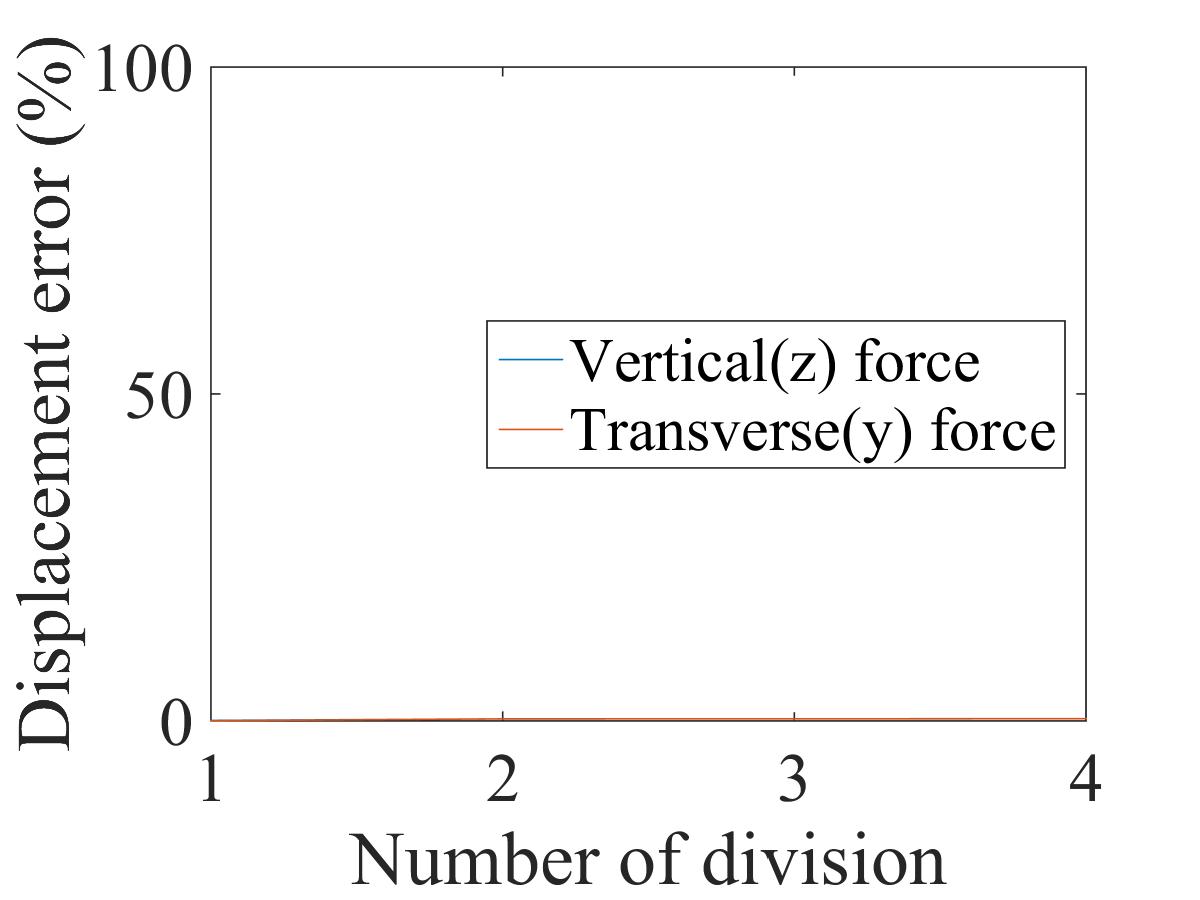 Displacement error (%)
100
50
0
Vertical(z) force
Transverse(y) force
1 2 3 4
Number of division